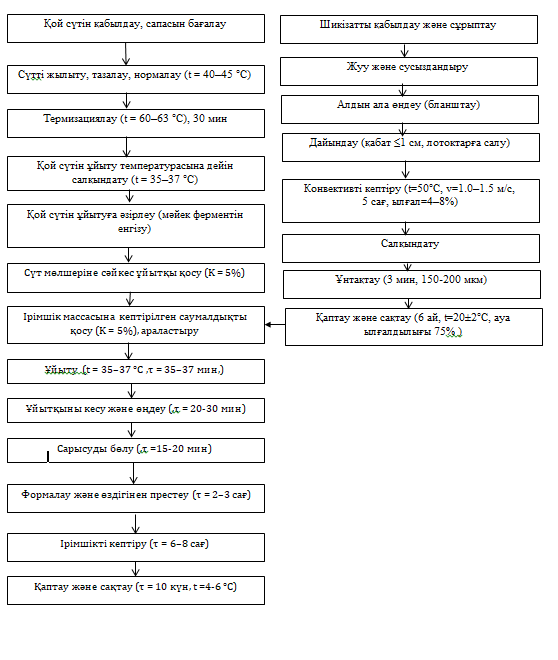 Қой сүтін қабылдау, сапасын бағалау
Сүтті жылыту, тазалау, нормалау (t = 40–45 °C)
Термизациялау (t = 60–63 °C), 30 мин
Қой сүтін ұйыту температурасына дейін
салқындату (t = 35–37 °C)
Қой сүтін ұйытуға әзірлеу (мәйек ферментін
енгізу)
Сүт мөлшеріне сәйкес ұйытқы қосу (K = 5%)
Ірімшік массасына кептірілген саумалдықты
қосу (K = 5%), араластыру
Ұйыту (t = 35–37 °C ,τ = 35–37 мин,)
Ұйытқыны кесу және өңдеу (τ = 20-30 мин)
Сарысуды бөлу (τ =15-20 мин)
Формалау және өздігінен престеу (τ = 2–3 сағ)
Ірімшікті кептіру (τ = 6–8 сағ)
Қаптау және сақтау (τ = 10 күн, t =4-6 °C)
Шикізатты қабылдау және сұрыптау
Жуу және сусыздандыру
Алдын ала өңдеу (бланштау)
Дайындау (кабат ≤1 см, лотоктарға салу)
Конвективті кептіру (t=50°C, v=1.0–1.5 м/с,
5 сағ, ылғал=4–8%)
Салқындату
Ұнтақтау (3 мин, 150-200 мкм)
Қаптау және сақтау (6 ай, t=20±2°C, ауа
ылғалдылығы 75% )